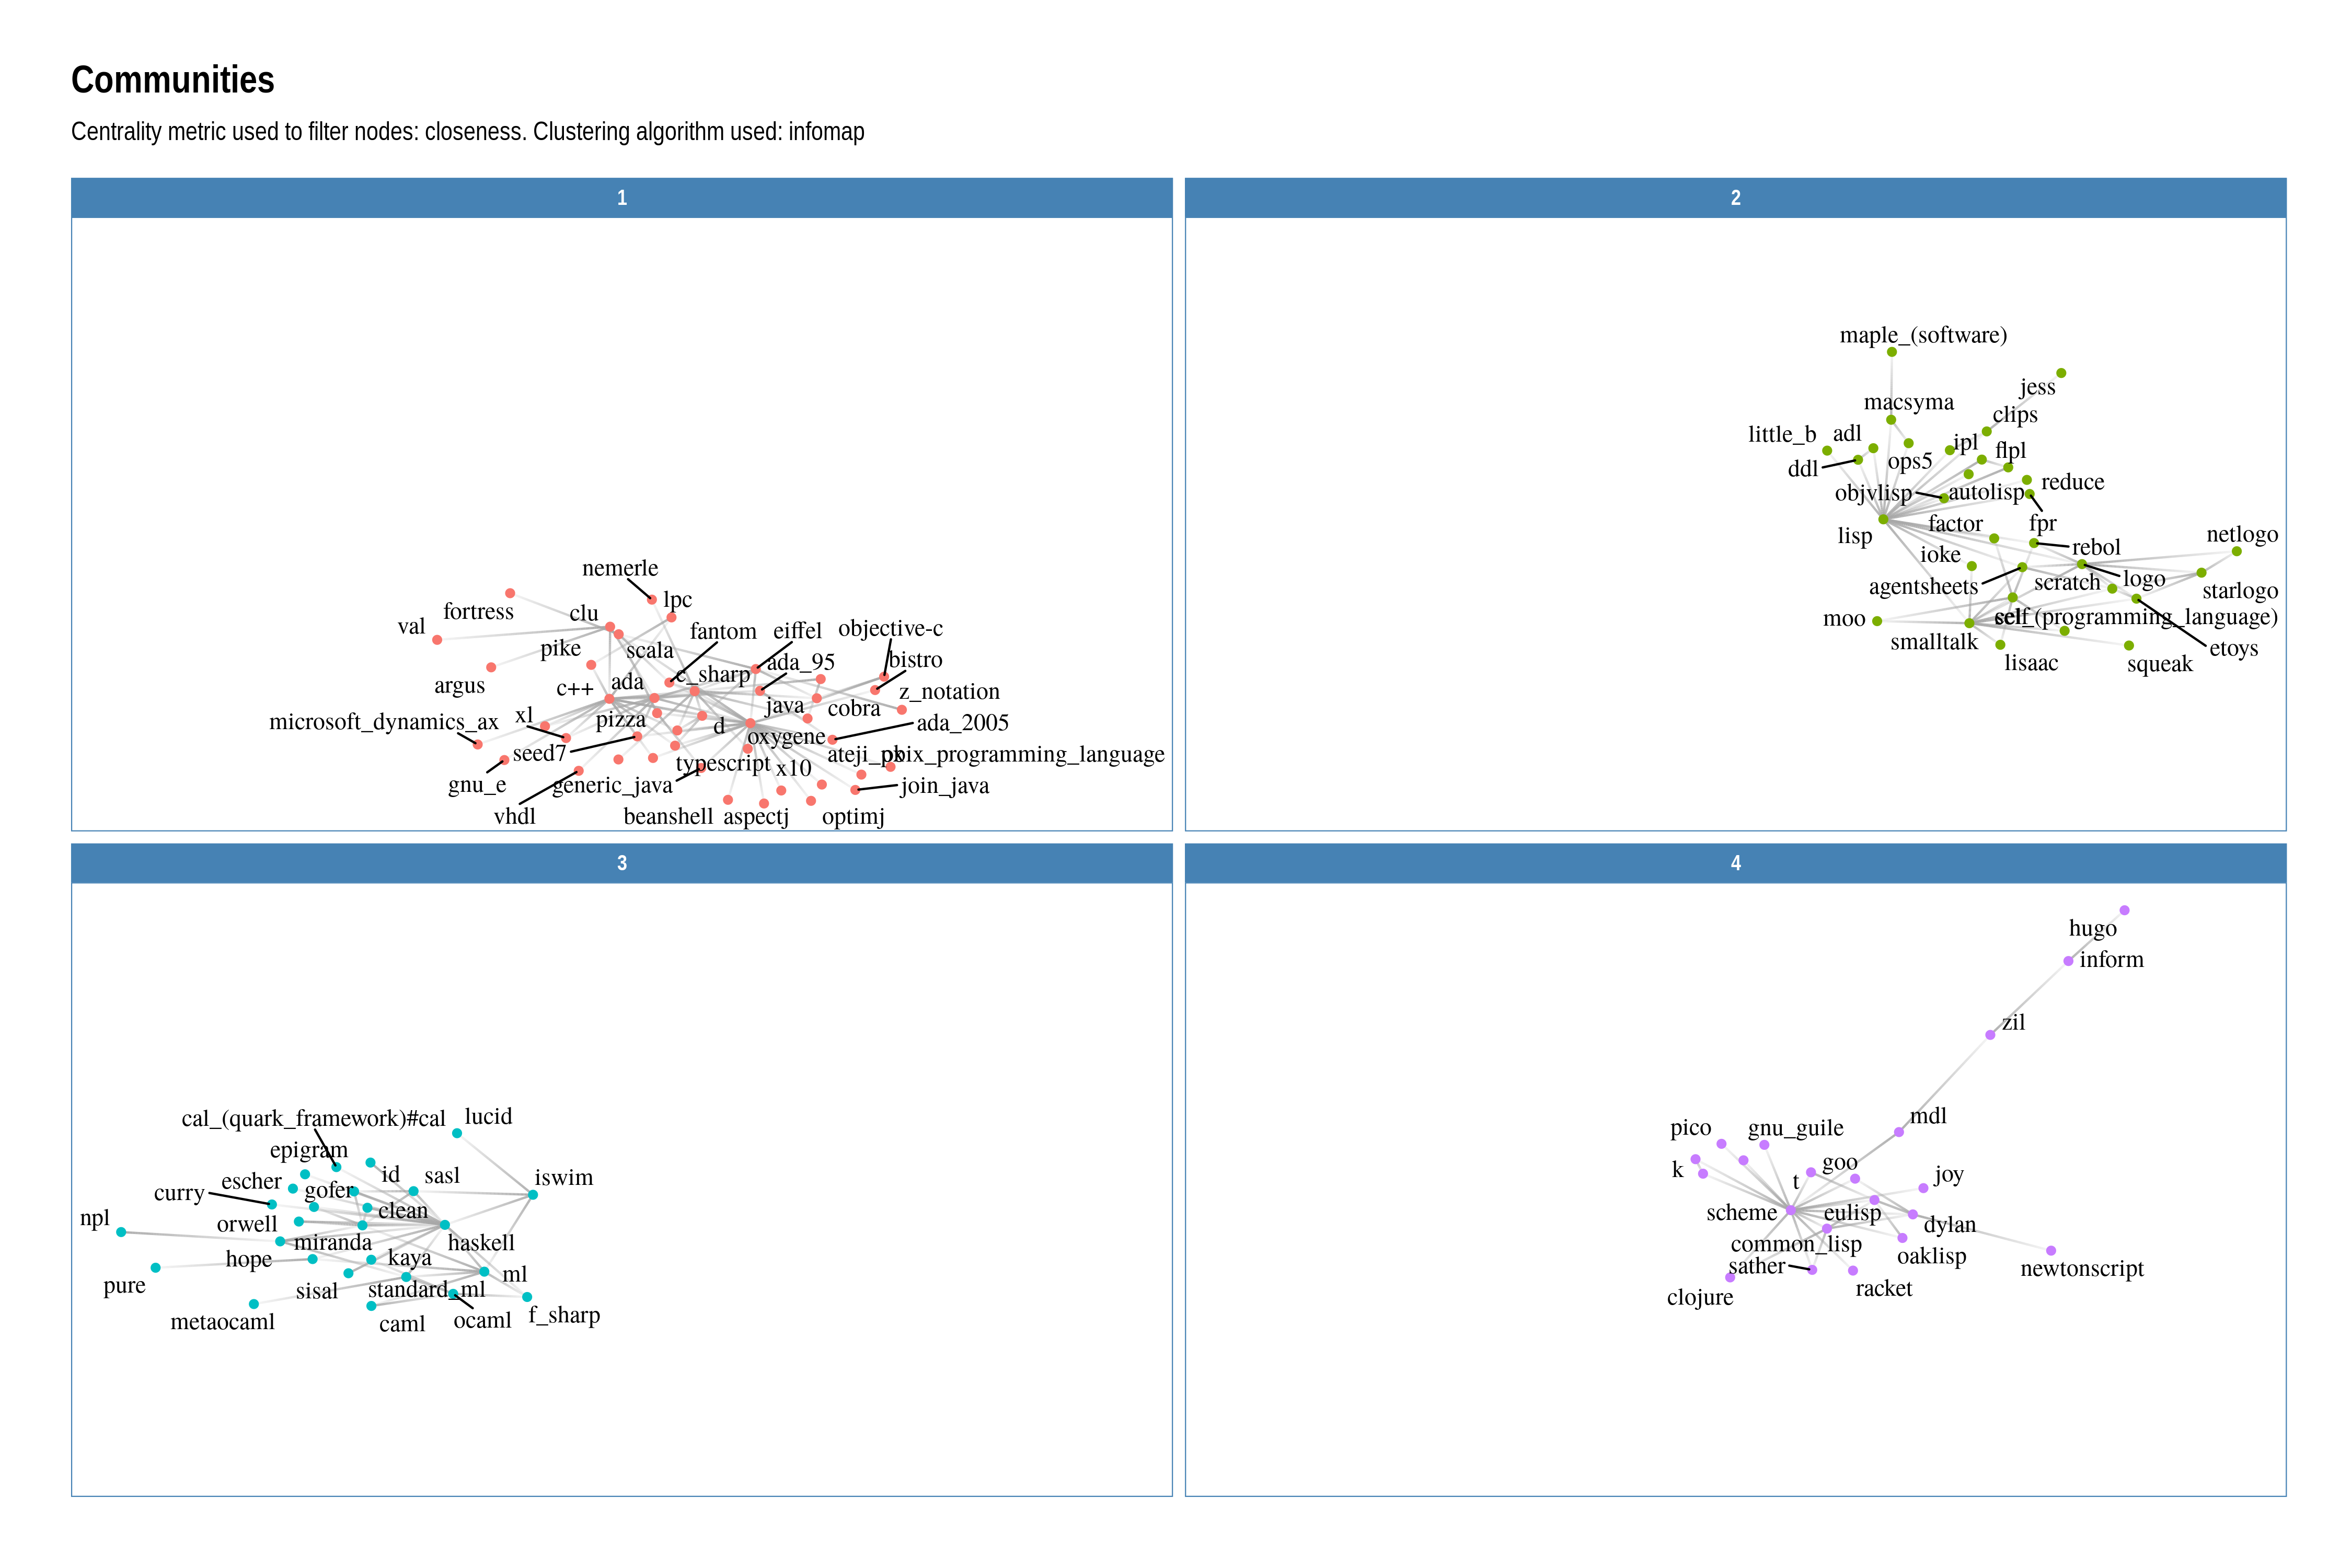 Communities
Centrality metric used to filter nodes: closeness. Clustering algorithm used: infomap
1
nemerle
fortress
clu
lpc
val
pike
scala
fantom
eiffel
objective-c
argus
c++
ada
c_sharp
ada_95
bistro
microsoft_dynamics_ax
xl
pizza
d
java
cobra
z_notation
seed7
oxygene
ada_2005
gnu_e
generic_java
typescript
x10
ateji_px
join_java
vhdl
beanshell
aspectj
optimj
2
maple_(software)
jess
macsyma
clips
little_b
adl
ipl
flpl
ddl
ops5
objvlisp
autolisp
reduce
lisp
factor
fpr
netlogo
ioke
rebol
agentsheets
scratch
logo
starlogo
moo
self_(programming_language)
smalltalk
lisaac
squeak
etoys
3
cal_(quark_framework)#cal
lucid
epigram
escher
id
sasl
iswim
curry
gofer
npl
orwell
clean
miranda
haskell
hope
kaya
pure
sisal
standard_ml
ml
metaocaml
caml
ocaml
f_sharp
4
hugo
inform
zil
mdl
pico
gnu_guile
k
t
goo
joy
scheme
eulisp
dylan
common_lisp
oaklisp
sather
newtonscript
clojure
racket